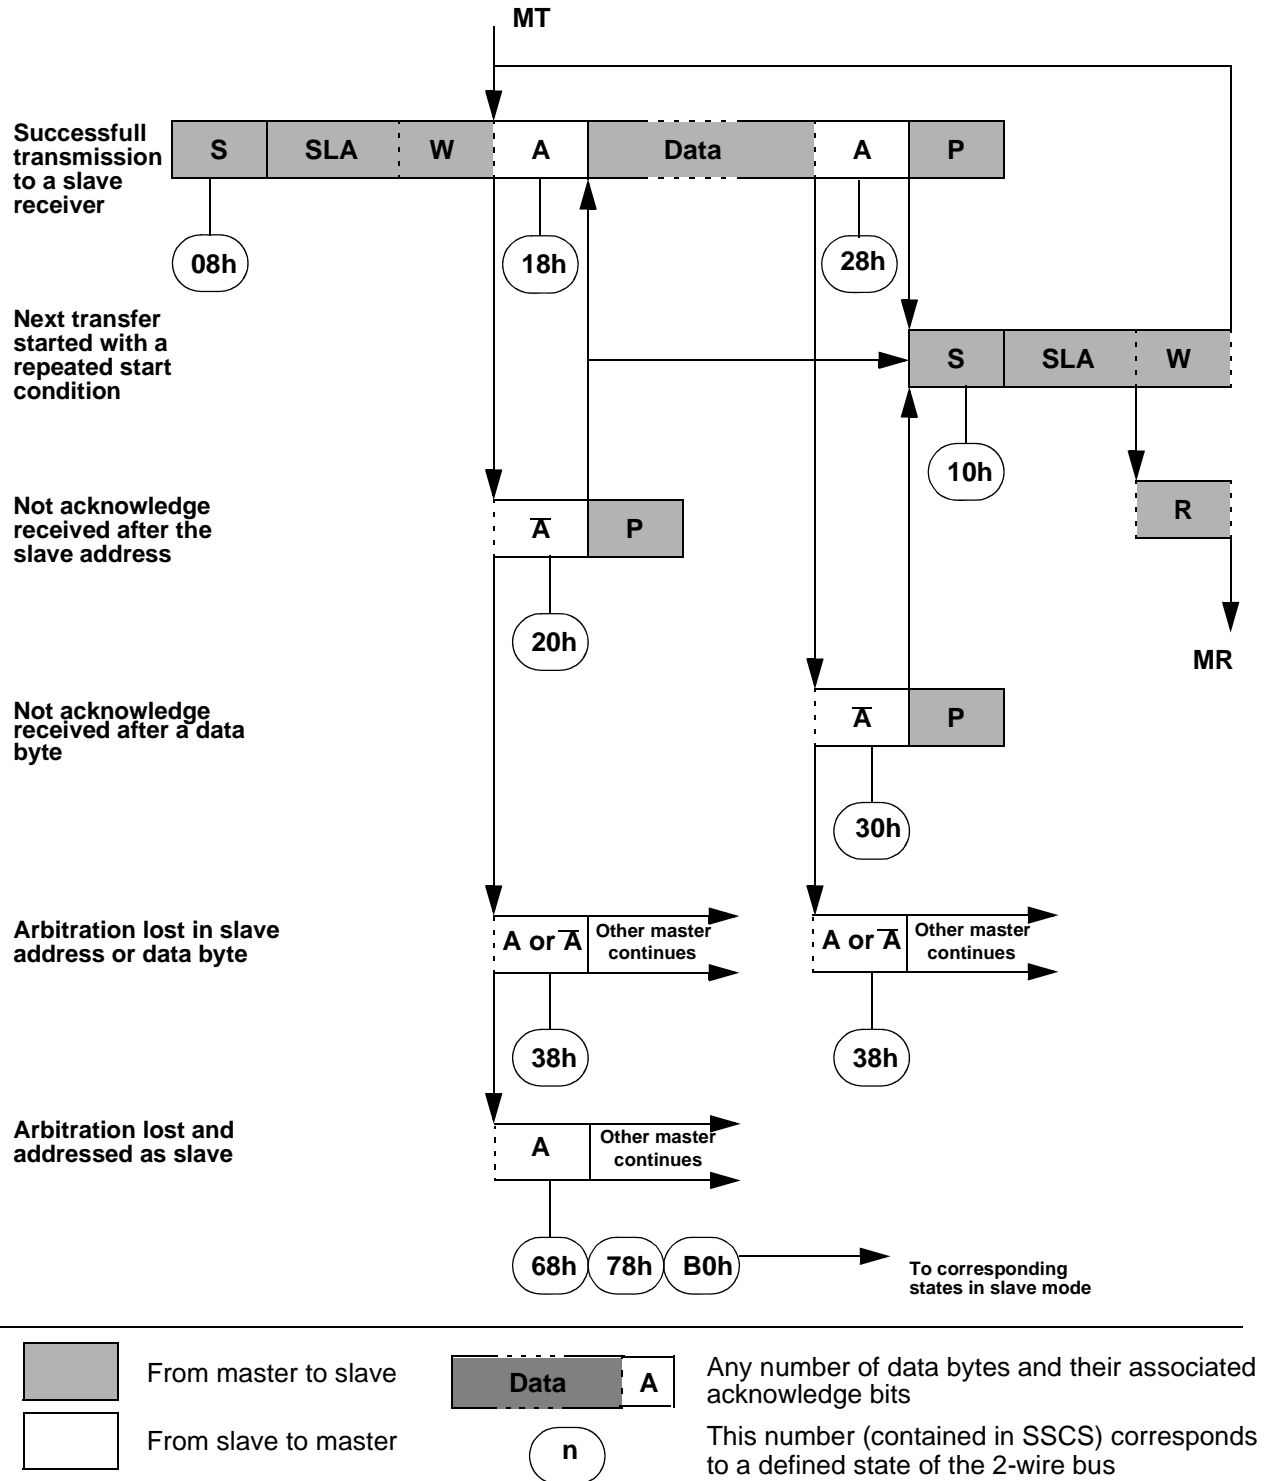 MT
Successfull
transmission
to a slave
receiver
S SLA W A Data A P
08h 18h 28h
Next transfer
started with a
repeated start
condition
S SLA W
10h
Not acknowledge
received after the
slave address
A̅ P
R
20h
MR
Not acknowledge
received after a data
byte
A̅ P
30h
Arbitration lost in slave
address or data byte
A or A̅ Other master
continues
A or A̅ Other master
continues
38h 38h
Arbitration lost and
addressed as slave
A Other master
continues
68h 78h B0h
To corresponding
states in slave mode
From master to slave
Data A
Any number of data bytes and their associated
acknowledge bits
From slave to master
n
This number (contained in SSCS) corresponds
to a defined state of the 2-wire bus